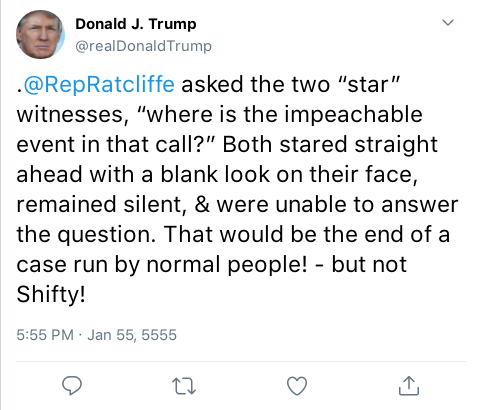 Donald J. Trump
@realDonaldTrump
.@RepRatcliffe asked the two “star”
witnesses, “where is the impeachable
event in that call?” Both stared straight
ahead with a blank look on their face,
remained silent, & were unable to answer
the question. That would be the end of a
case run by normal people! - but not
Shifty!
5:55 PM · Jan 55, 5555